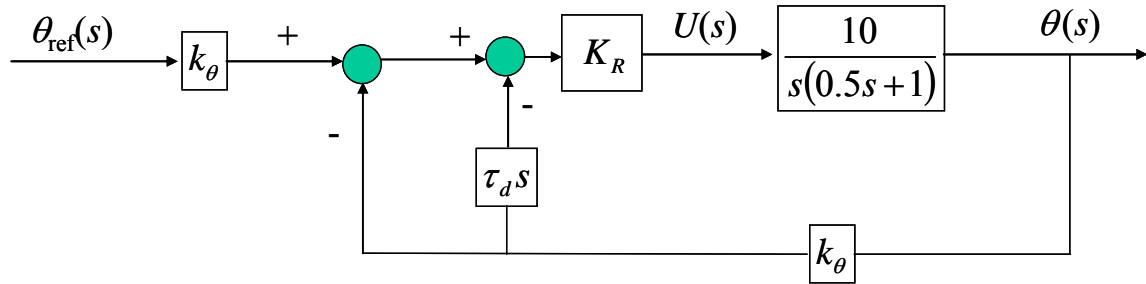 θref(s)
kθ
+
-
+
-
KR
U(s)
10
s(0.5s+1)
θ(s)
τd s
kθ